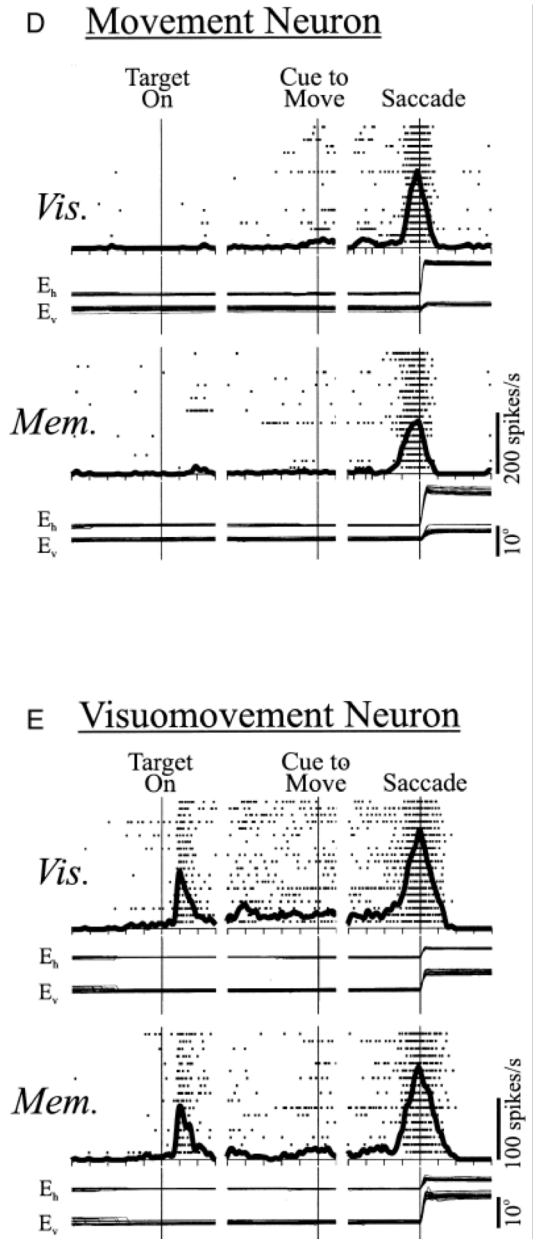 D Movement Neuron
Target On
Cue to Move
Saccade
Vis.
Eh
Ev
Mem.
200 spikes/s
Eh
Ev
10°
E Visuomovement Neuron
Target On
Cue to Move
Saccade
Vis.
Eh
Ev
Mem.
100 spikes/s
Eh
Ev
10°